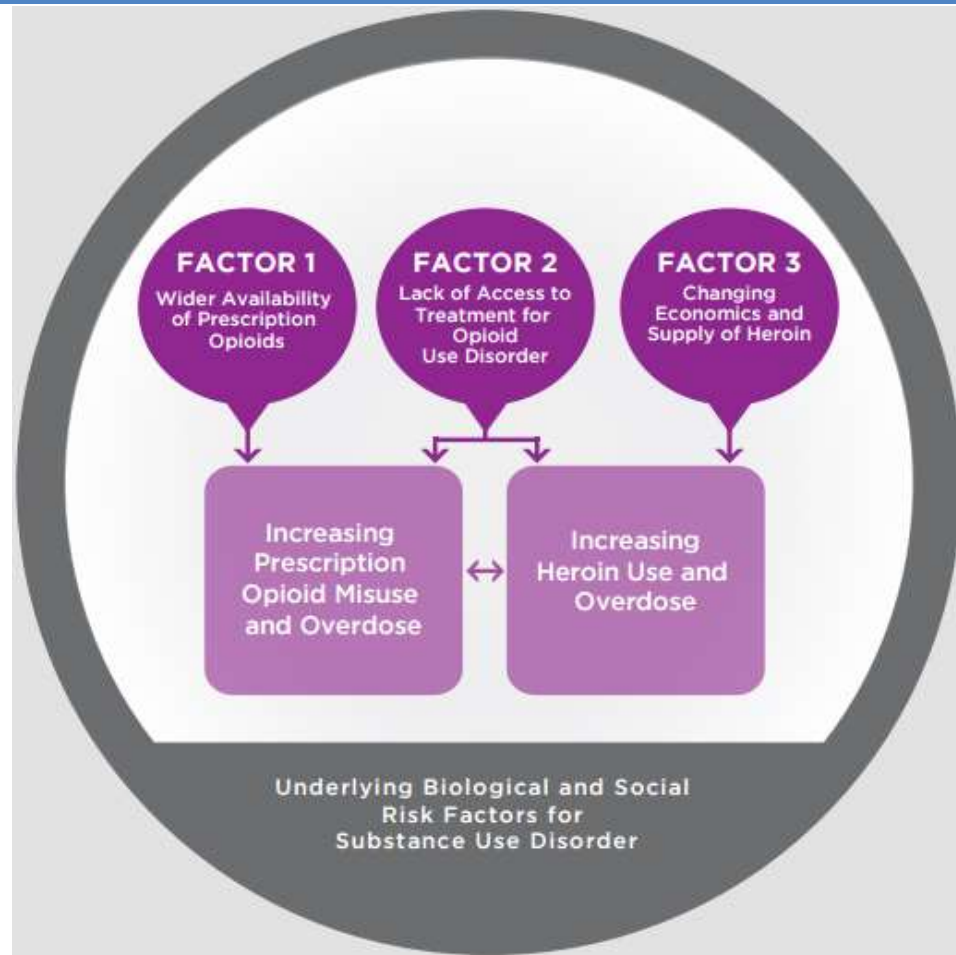 FACTOR 1
Wider Availability
of Prescription
Opioids
FACTOR 2
Lack of Access to
Treatment for
Opioid
Use Disorder
FACTOR 3
Changing
Economics and
Supply of Heroin
Increasing
Prescription
Opioid Misuse
and Overdose
Increasing
Heroin Use and
Overdose
Underlying Biological and Social
Risk Factors for
Substance Use Disorder